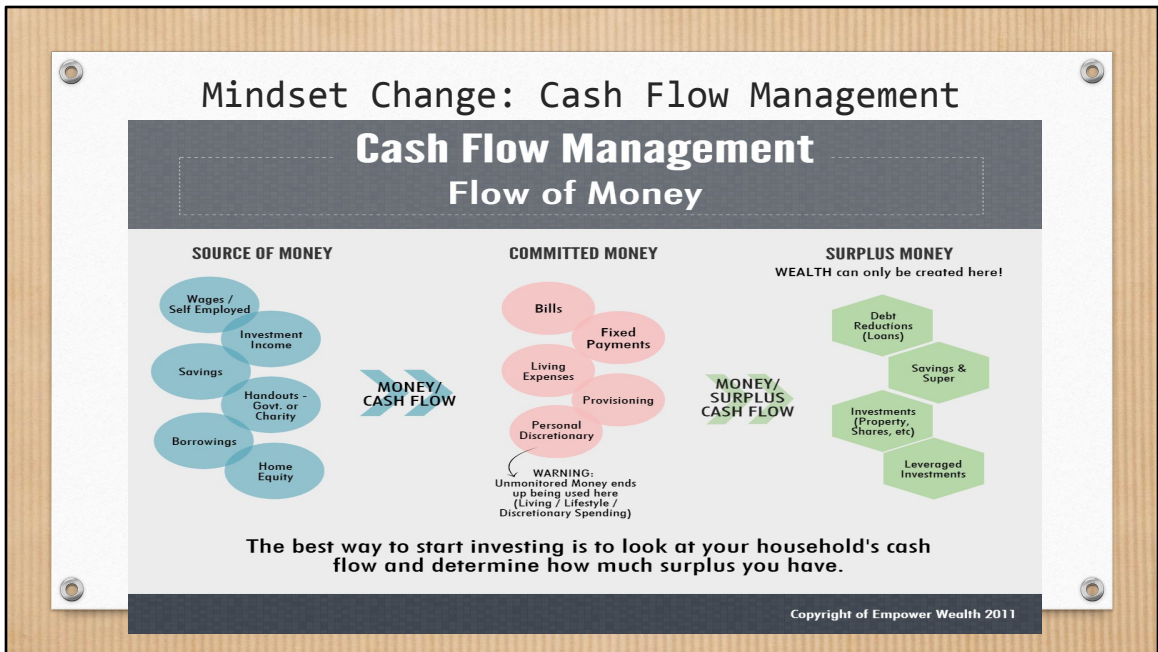 Mindset Change: Cash Flow Management
Cash Flow Management
Flow of Money
SOURCE OF MONEY
Wages /
Self Employed
Investment
Income
Savings
Handouts -
Govt. or
Charity
Borrowings
Home
Equity
MONEY/
CASH FLOW
COMMITTED MONEY
Bills
Fixed
Payments
Living
Expenses
Provisioning
Personal
Discretionary
WARNING:
Unmonitored Money ends
up being used here
(Living / Lifestyle /
Discretionary Spending)
MONEY/
SURPLUS
CASH FLOW
SURPLUS MONEY
WEALTH can only be created here!
Debt
Reductions
(Loans)
Savings &
Super
Investments
(Property,
Shares, etc)
Leveraged
Investments
The best way to start investing is to look at your household's cash
flow and determine how much surplus you have.
Copyright of Empower Wealth 2011